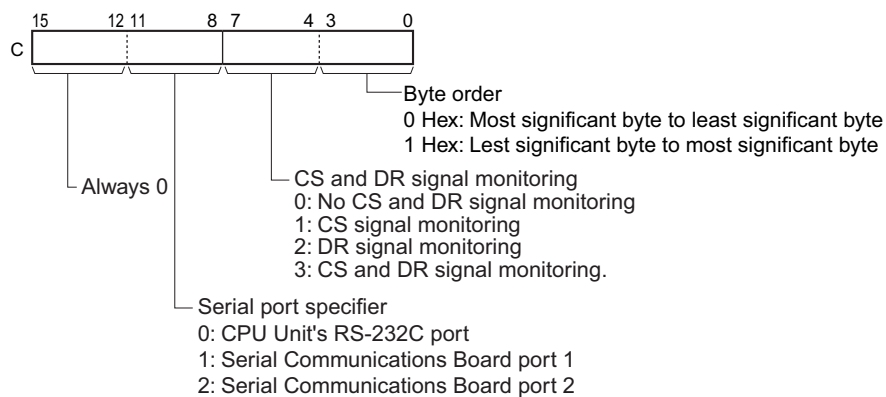 15 12 11 8 7 4 3 0
C
Byte order
0 Hex: Most significant byte to least significant byte
1 Hex: Lest significant byte to most significant byte
Always 0
CS and DR signal monitoring
0: No CS and DR signal monitoring
1: CS signal monitoring
2: DR signal monitoring
3: CS and DR signal monitoring.
Serial port specifier
0: CPU Unit's RS-232C port
1: Serial Communications Board port 1
2: Serial Communications Board port 2